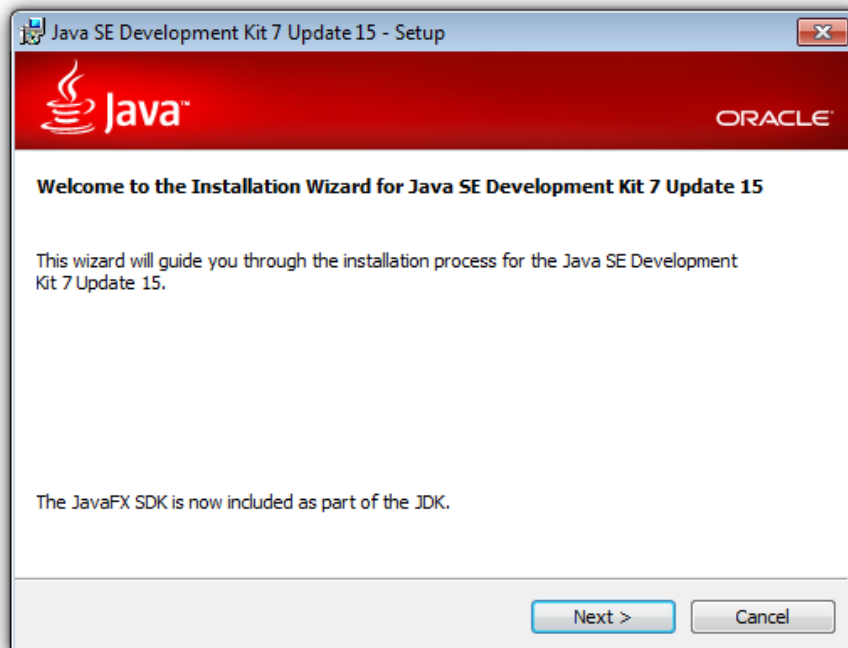 Java SE Development Kit 7 Update 15 - Setup
Java™
ORACLE®
Welcome to the Installation Wizard for Java SE Development Kit 7 Update 15
This wizard will guide you through the installation process for the Java SE Development
Kit 7 Update 15.
The JavaFX SDK is now included as part of the JDK.
Next >
Cancel